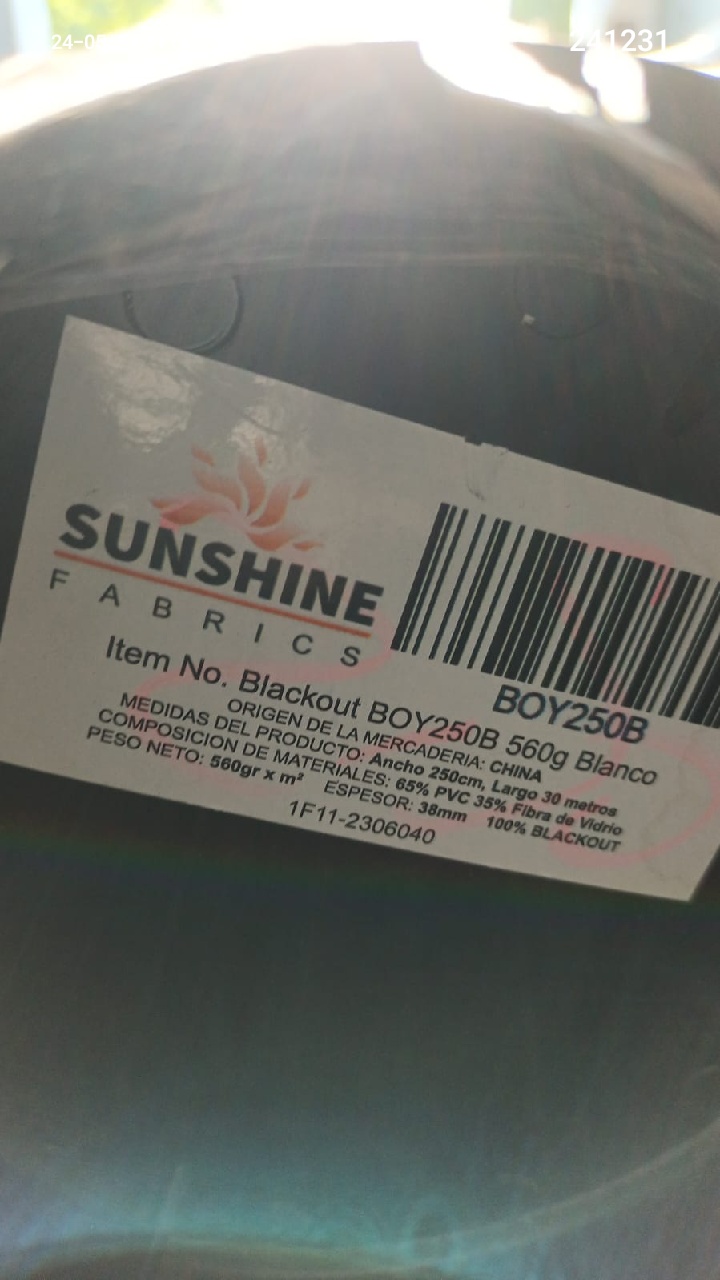 241231
SUNSHINE
FABRICS
BOY250B
Item No. Blackout BOY250B 560g Blanco
ORIGEN DE LA MERCADERIA: CHINA
MEDIDAS DEL PRODUCTO: Ancho 250cm, Largo 30 metros
COMPOSICION DE MATERIALES: 65% PVC 35% Fibra de Vidrio
PESO NETO: 560gr x m² ESPESOR: 38mm 100% BLACKOUT
1F11-2306040